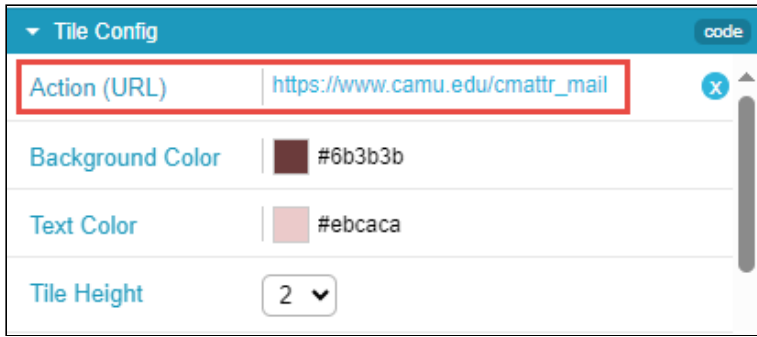 Tile Config code
Action (URL) https://www.camu.edu/cmattr_mail x
Background Color #6b3b3b
Text Color #ebcaca
Tile Height 2